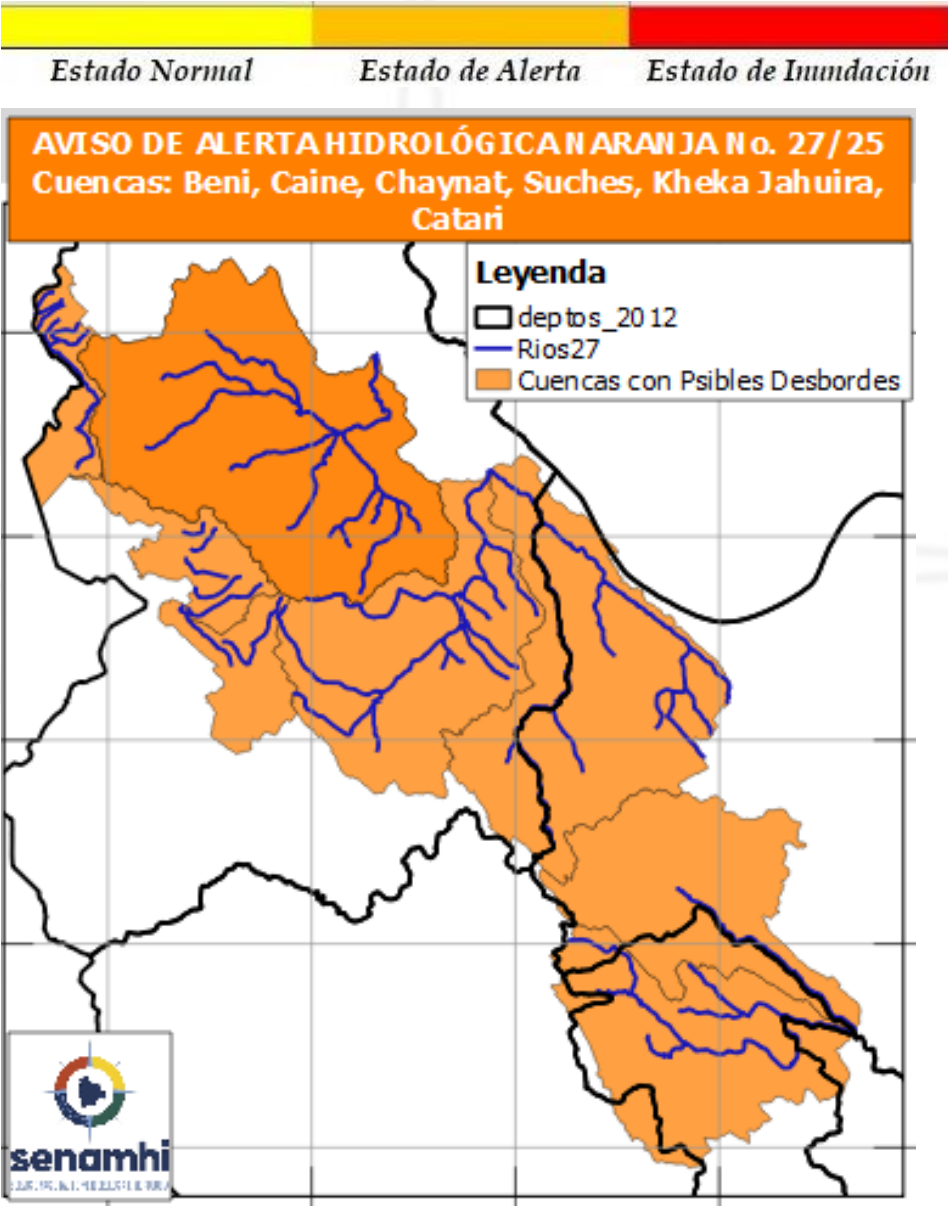 Estado Normal Estado de Alerta Estado de Inundación
AVISO DE ALERTA HIDROLÓGICA NARANJA No. 27/25
Cuencas: Beni, Caine, Chaynat, Suches, Kheka Jahuira,
Catari
Leyenda
deptos_2012
Rios27
Cuencas con Psibles Desbordes
senamhi